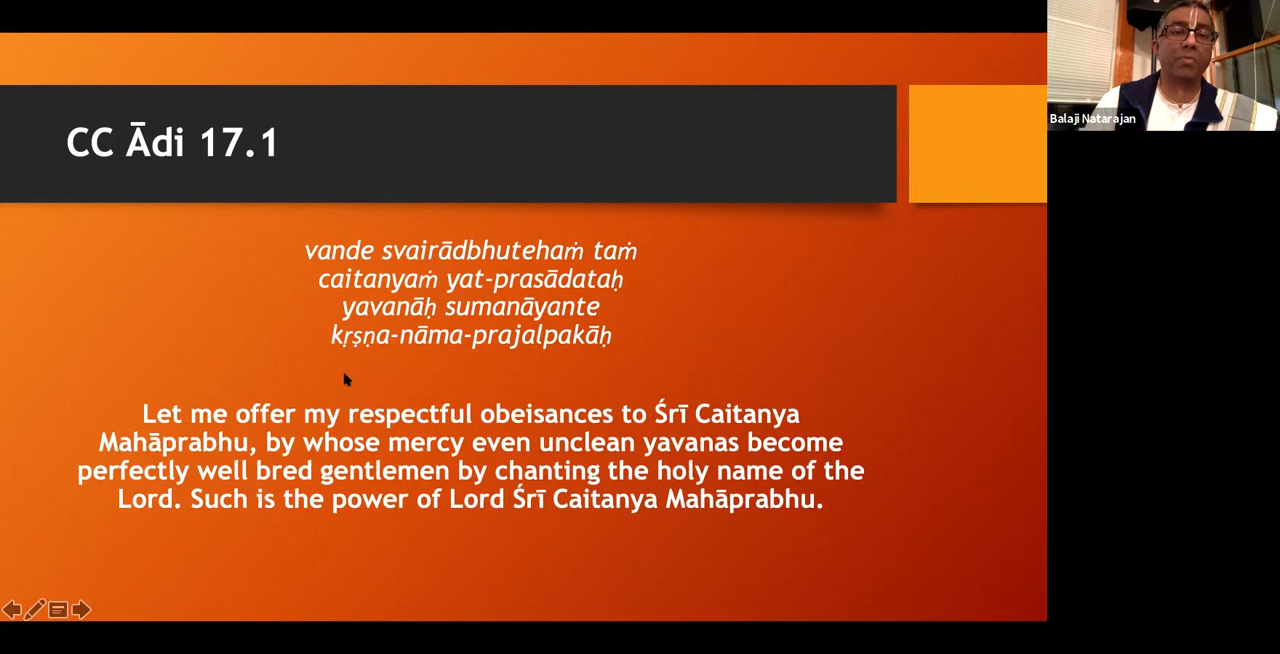 CC Ādi 17.1
vande svairādbhutehaṁ taṁ
caitanyaṁ yat-prasādataḥ
yavanāḥ sumanāyante
kṛṣṇa-nāma-prajalpakāḥ
Let me offer my respectful obeisances to Śrī Caitanya
Mahāprabhu, by whose mercy even unclean yavanas become
perfectly well bred gentlemen by chanting the holy name of the
Lord. Such is the power of Lord Śrī Caitanya Mahāprabhu.
Balaji Natarajan